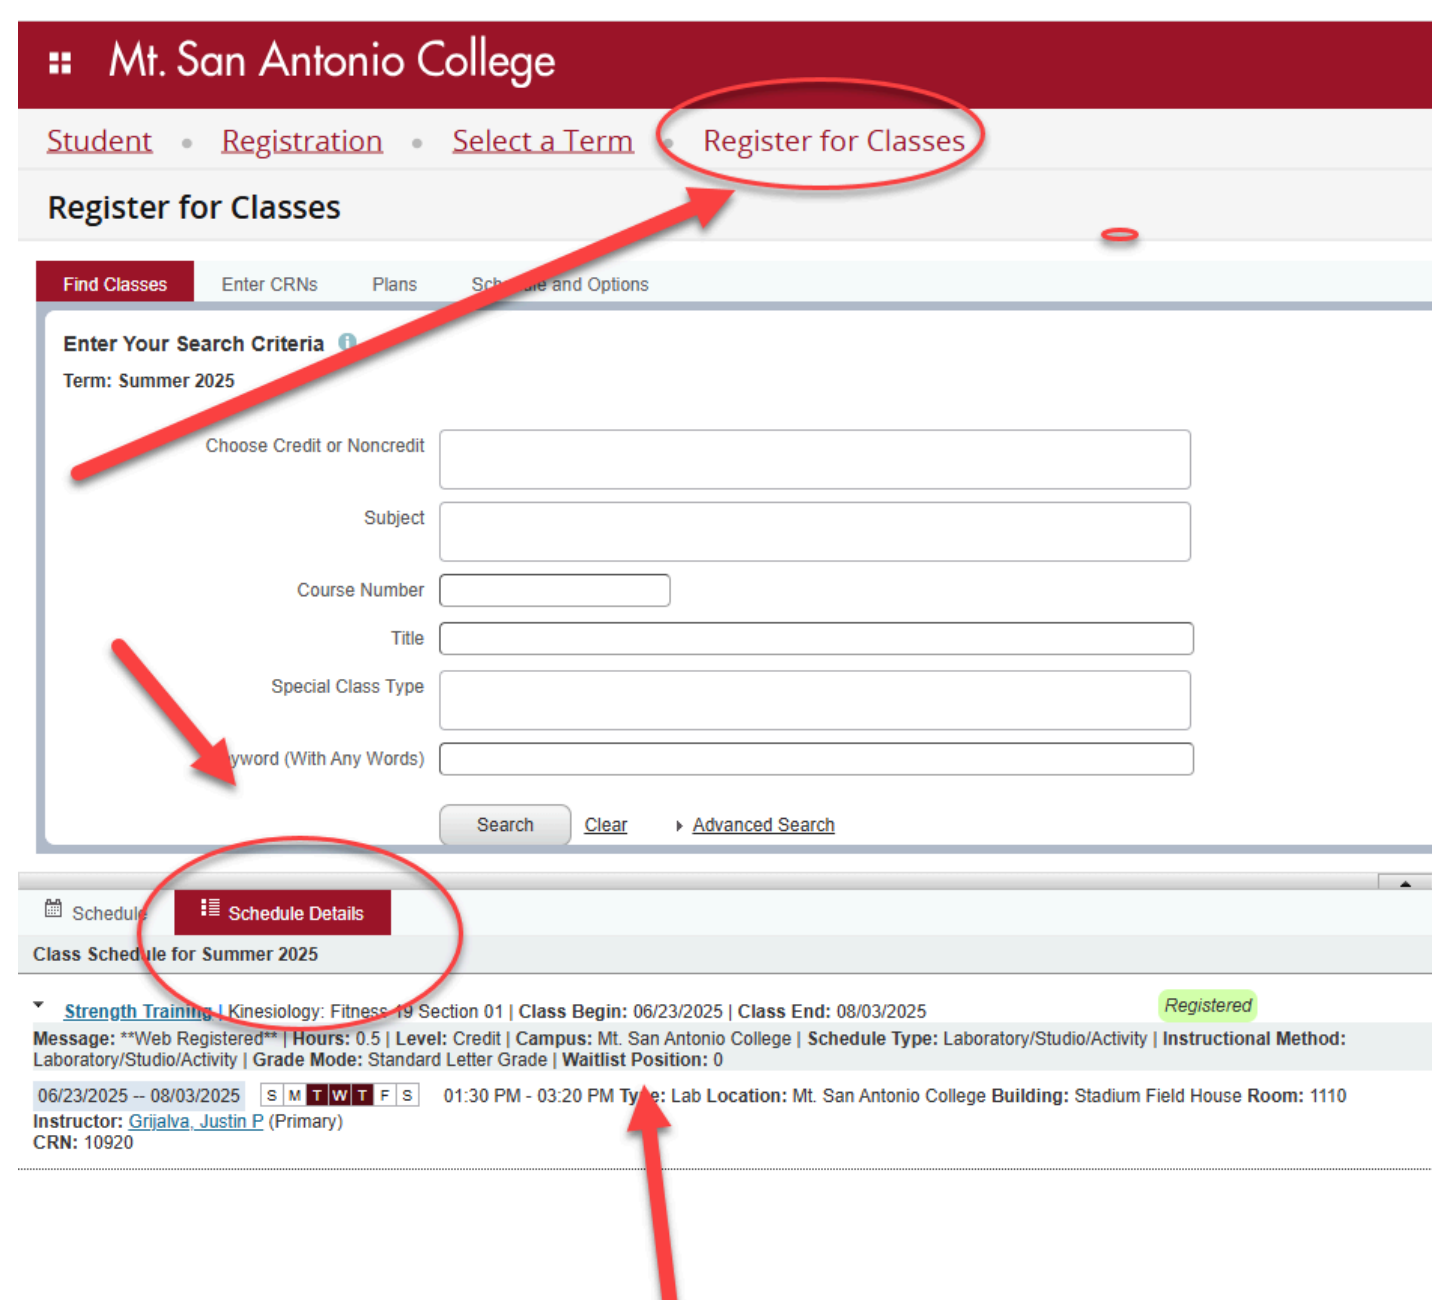 Mt. San Antonio College
Student • Registration • Select a Term • Register for Classes
Register for Classes
Find Classes Enter CRNs Plans Schedule and Options
Enter Your Search Criteria
Term: Summer 2025
Choose Credit or Noncredit
Subject
Course Number
Title
Special Class Type
(With Any Words)
Search Clear Advanced Search
Schedule Schedule Details
Class Schedule for Summer 2025
Strength Training | Kinesiology: Fitness 19 Section 01 | Class Begin: 06/23/2025 | Class End: 08/03/2025 Registered
Message: **Web Registered** | Hours: 0.5 | Level: Credit | Campus: Mt. San Antonio College | Schedule Type: Laboratory/Studio/Activity | Instructional Method:
Laboratory/Studio/Activity | Grade Mode: Standard Letter Grade | Waitlist Position: 0
06/23/2025 -- 08/03/2025 S M T W T F S 01:30 PM - 03:20 PM Type: Lab Location: Mt. San Antonio College Building: Stadium Field House Room: 1110
Instructor: Grijalva, Justin P (Primary)
CRN: 10920